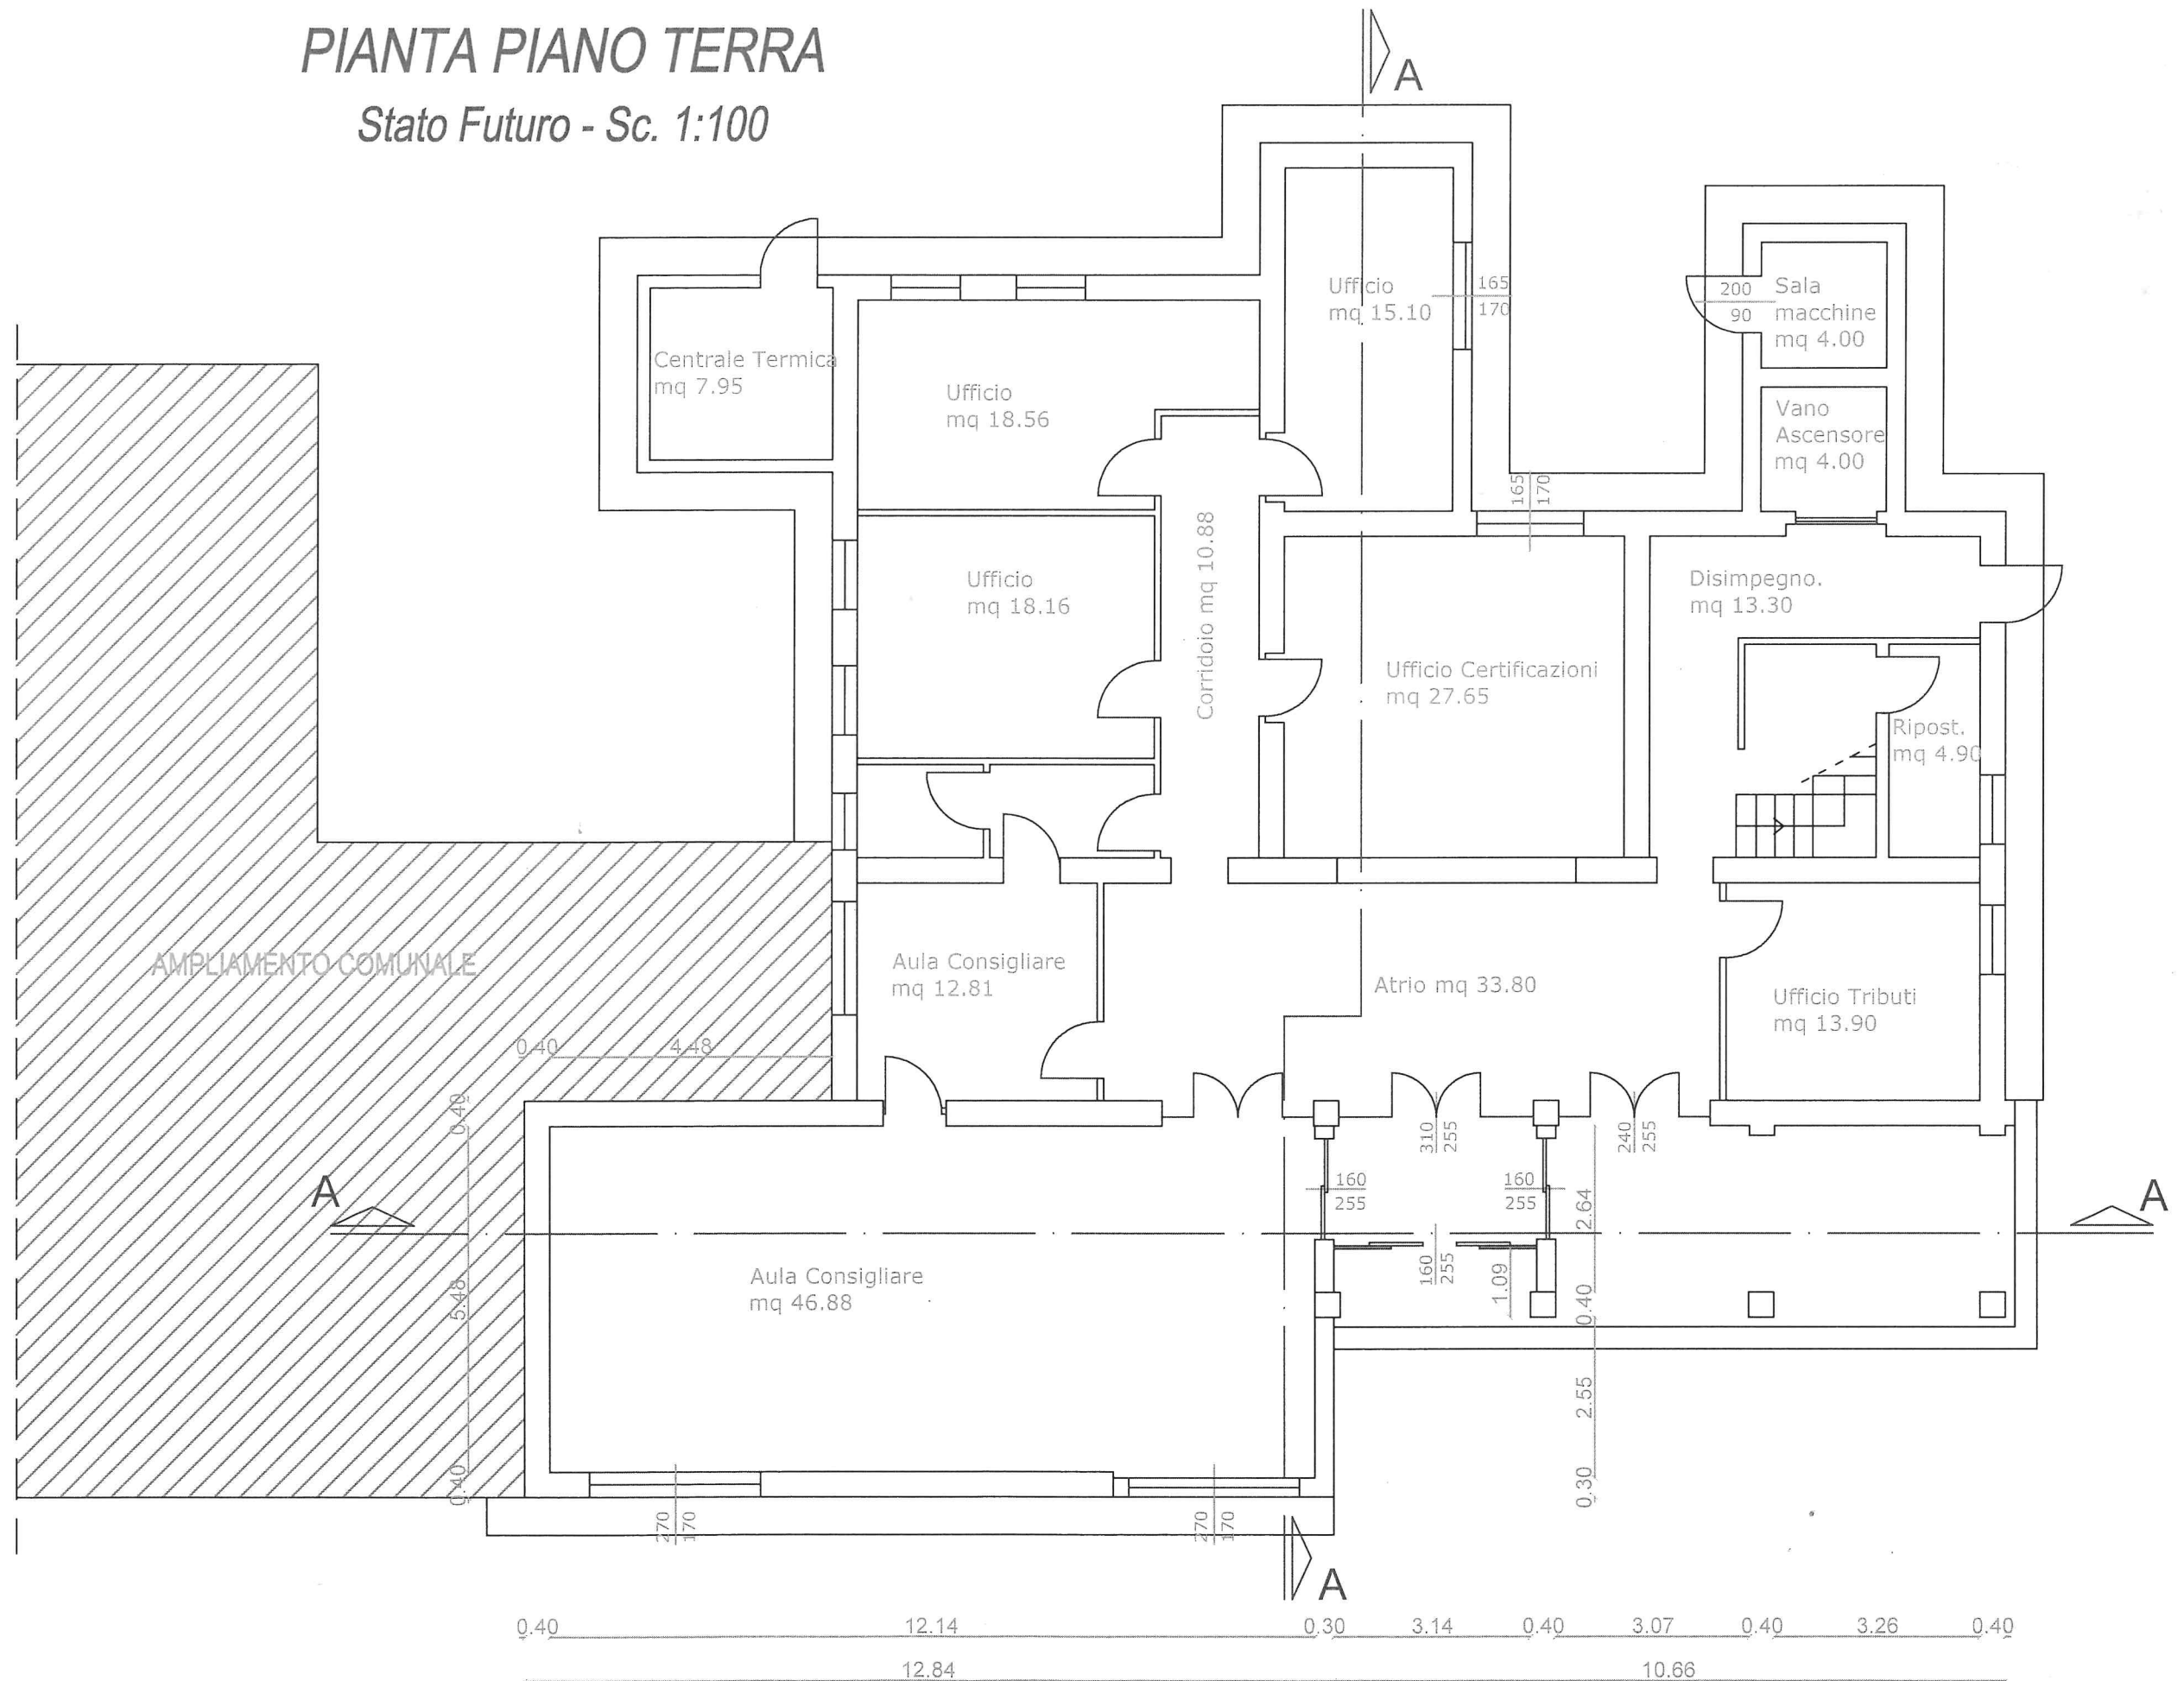 PIANTA PIANO TERRA
Stato Futuro - Sc. 1:100
A
Ufficio
mq 15.10
165
170
200
90
Sala
macchine
mq 4.00
Centrale Termica
mq 7.95
Ufficio
mq 18.56
Vano
Ascensore
mq 4.00
165
170
Ufficio
mq 18.16
Corridoio mq 10.88
Disimpegno.
mq 13.30
Ufficio Certificazioni
mq 27.65
Ripost.
mq 4.90
AMPLIAMENTO COMUNALE
Aula Consigliare
mq 12.81
Atrio mq 33.80
Ufficio Tributi
mq 13.90
0.40
4.48
0.40
310
255
240
255
A
160
255
160
255
2.64
A
160
255
1.09
0.40
5.48
Aula Consigliare
mq 46.88
2.55
0.40
0.30
270
170
270
170
A
0.40
12.14
0.30
3.14
0.40
3.07
0.40
3.26
0.40
12.84
10.66